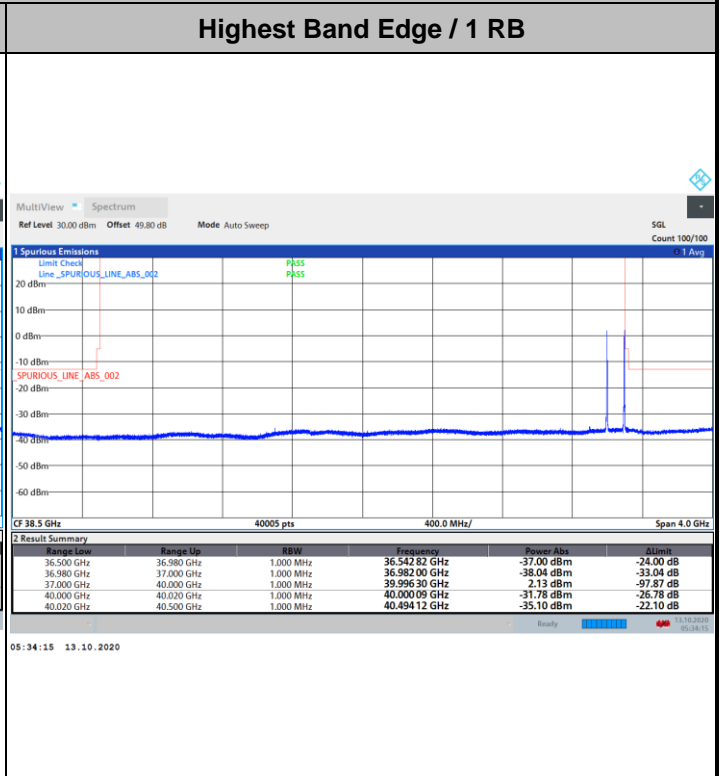 Highest Band Edge / 1 RB
MultiView Spectrum
Ref Level 30.00 dBm Offset 49.80 dB Mode Auto Sweep SGL
Count 100/100
1 Spurious Emissions 1 Avg
Limit Check PASS
Line _SPURIOUS_LINE_ABS_002 PASS
20 dBm
10 dBm
0 dBm
-10 dBm
_SPURIOUS_LINE_ABS_002
-20 dBm
-30 dBm
-40 dBm
-50 dBm
-60 dBm
CF 38.5 GHz 40005 pts 400.0 MHz/ Span 4.0 GHz
2 Result Summary
Range Low Range Up RBW Frequency Power Abs ΔLimit
36.500 GHz 36.980 GHz 1.000 MHz 36.542 82 GHz -37.00 dBm -24.00 dB
36.980 GHz 37.000 GHz 1.000 MHz 36.982 00 GHz -38.04 dBm -33.04 dB
37.000 GHz 40.000 GHz 1.000 MHz 39.996 30 GHz 2.13 dBm -97.87 dB
40.000 GHz 40.020 GHz 1.000 MHz 40.000 09 GHz -31.78 dBm -26.78 dB
40.020 GHz 40.500 GHz 1.000 MHz 40.494 12 GHz -35.10 dBm -22.10 dB
Ready 13.10.2020
05:34:15
05:34:15 13.10.2020